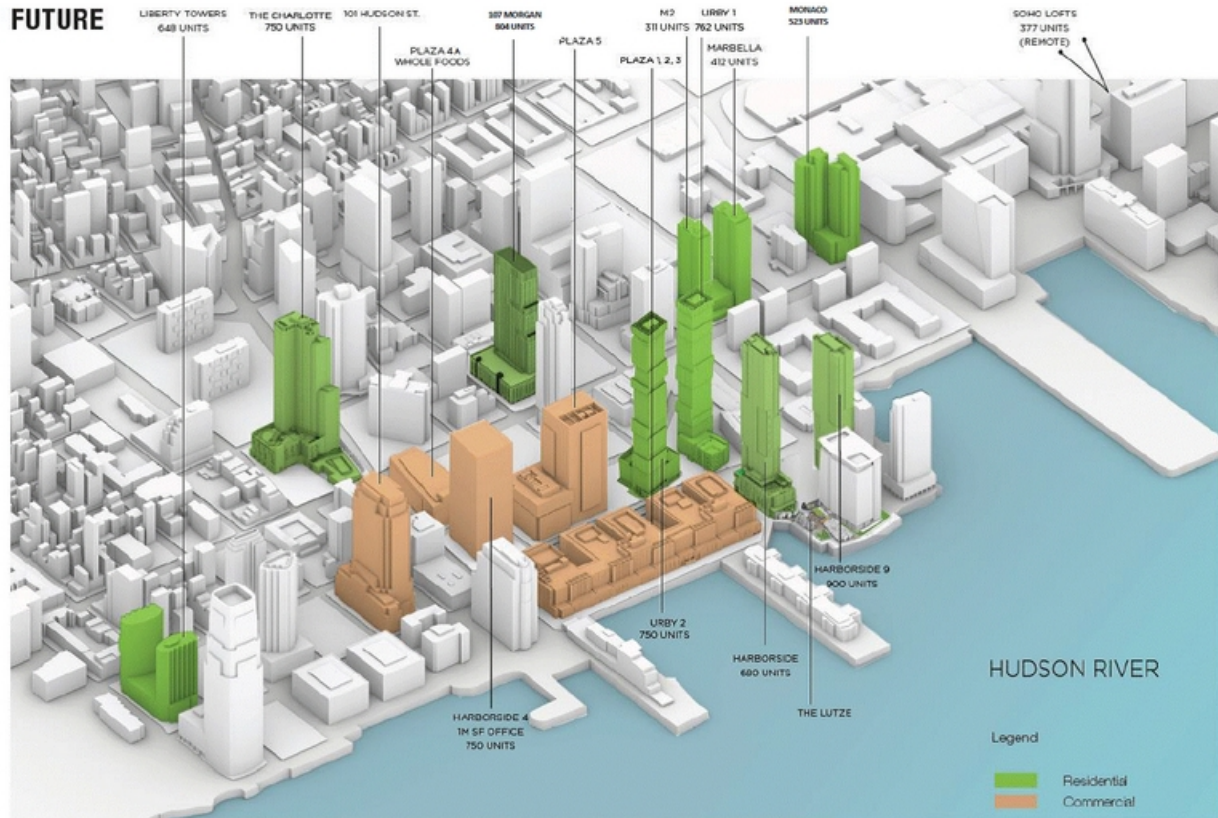 FUTURE
LIBERTY TOWERS
648 UNITS
THE CHARLOTTE
750 UNITS
101 HUDSON ST.
PLAZA 4A
WHOLE FOODS
MORGAN
804 UNITS
PLAZA 5
PLAZA 1, 2, 3
M2
311 UNITS
URBY 1
762 UNITS
MARBELLA
412 UNITS
MONACO
523 UNITS
SOHO LOFTS
377 UNITS
(REMOTE)
HARBORSIDE 9
900 UNITS
URBY 2
750 UNITS
HARBORSIDE
680 UNITS
THE LUTZE
HARBORSIDE 4
1M SF OFFICE
750 UNITS
HUDSON RIVER
Legend
Residential
Commercial